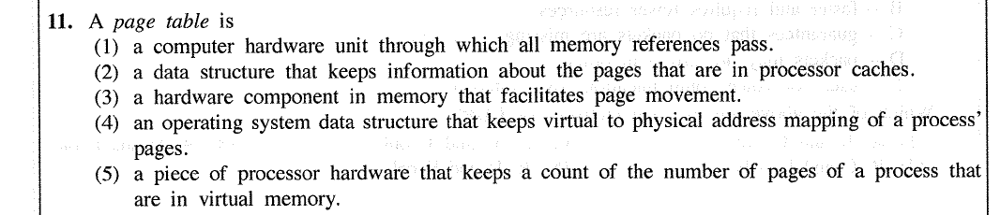 11. A page table is
(1) a computer hardware unit through which all memory references pass.
(2) a data structure that keeps information about the pages that are in processor caches.
(3) a hardware component in memory that facilitates page movement.
(4) an operating system data structure that keeps virtual to physical address mapping of a process'
pages.
(5) a piece of processor hardware that keeps a count of the number of pages of a process that
are in virtual memory.